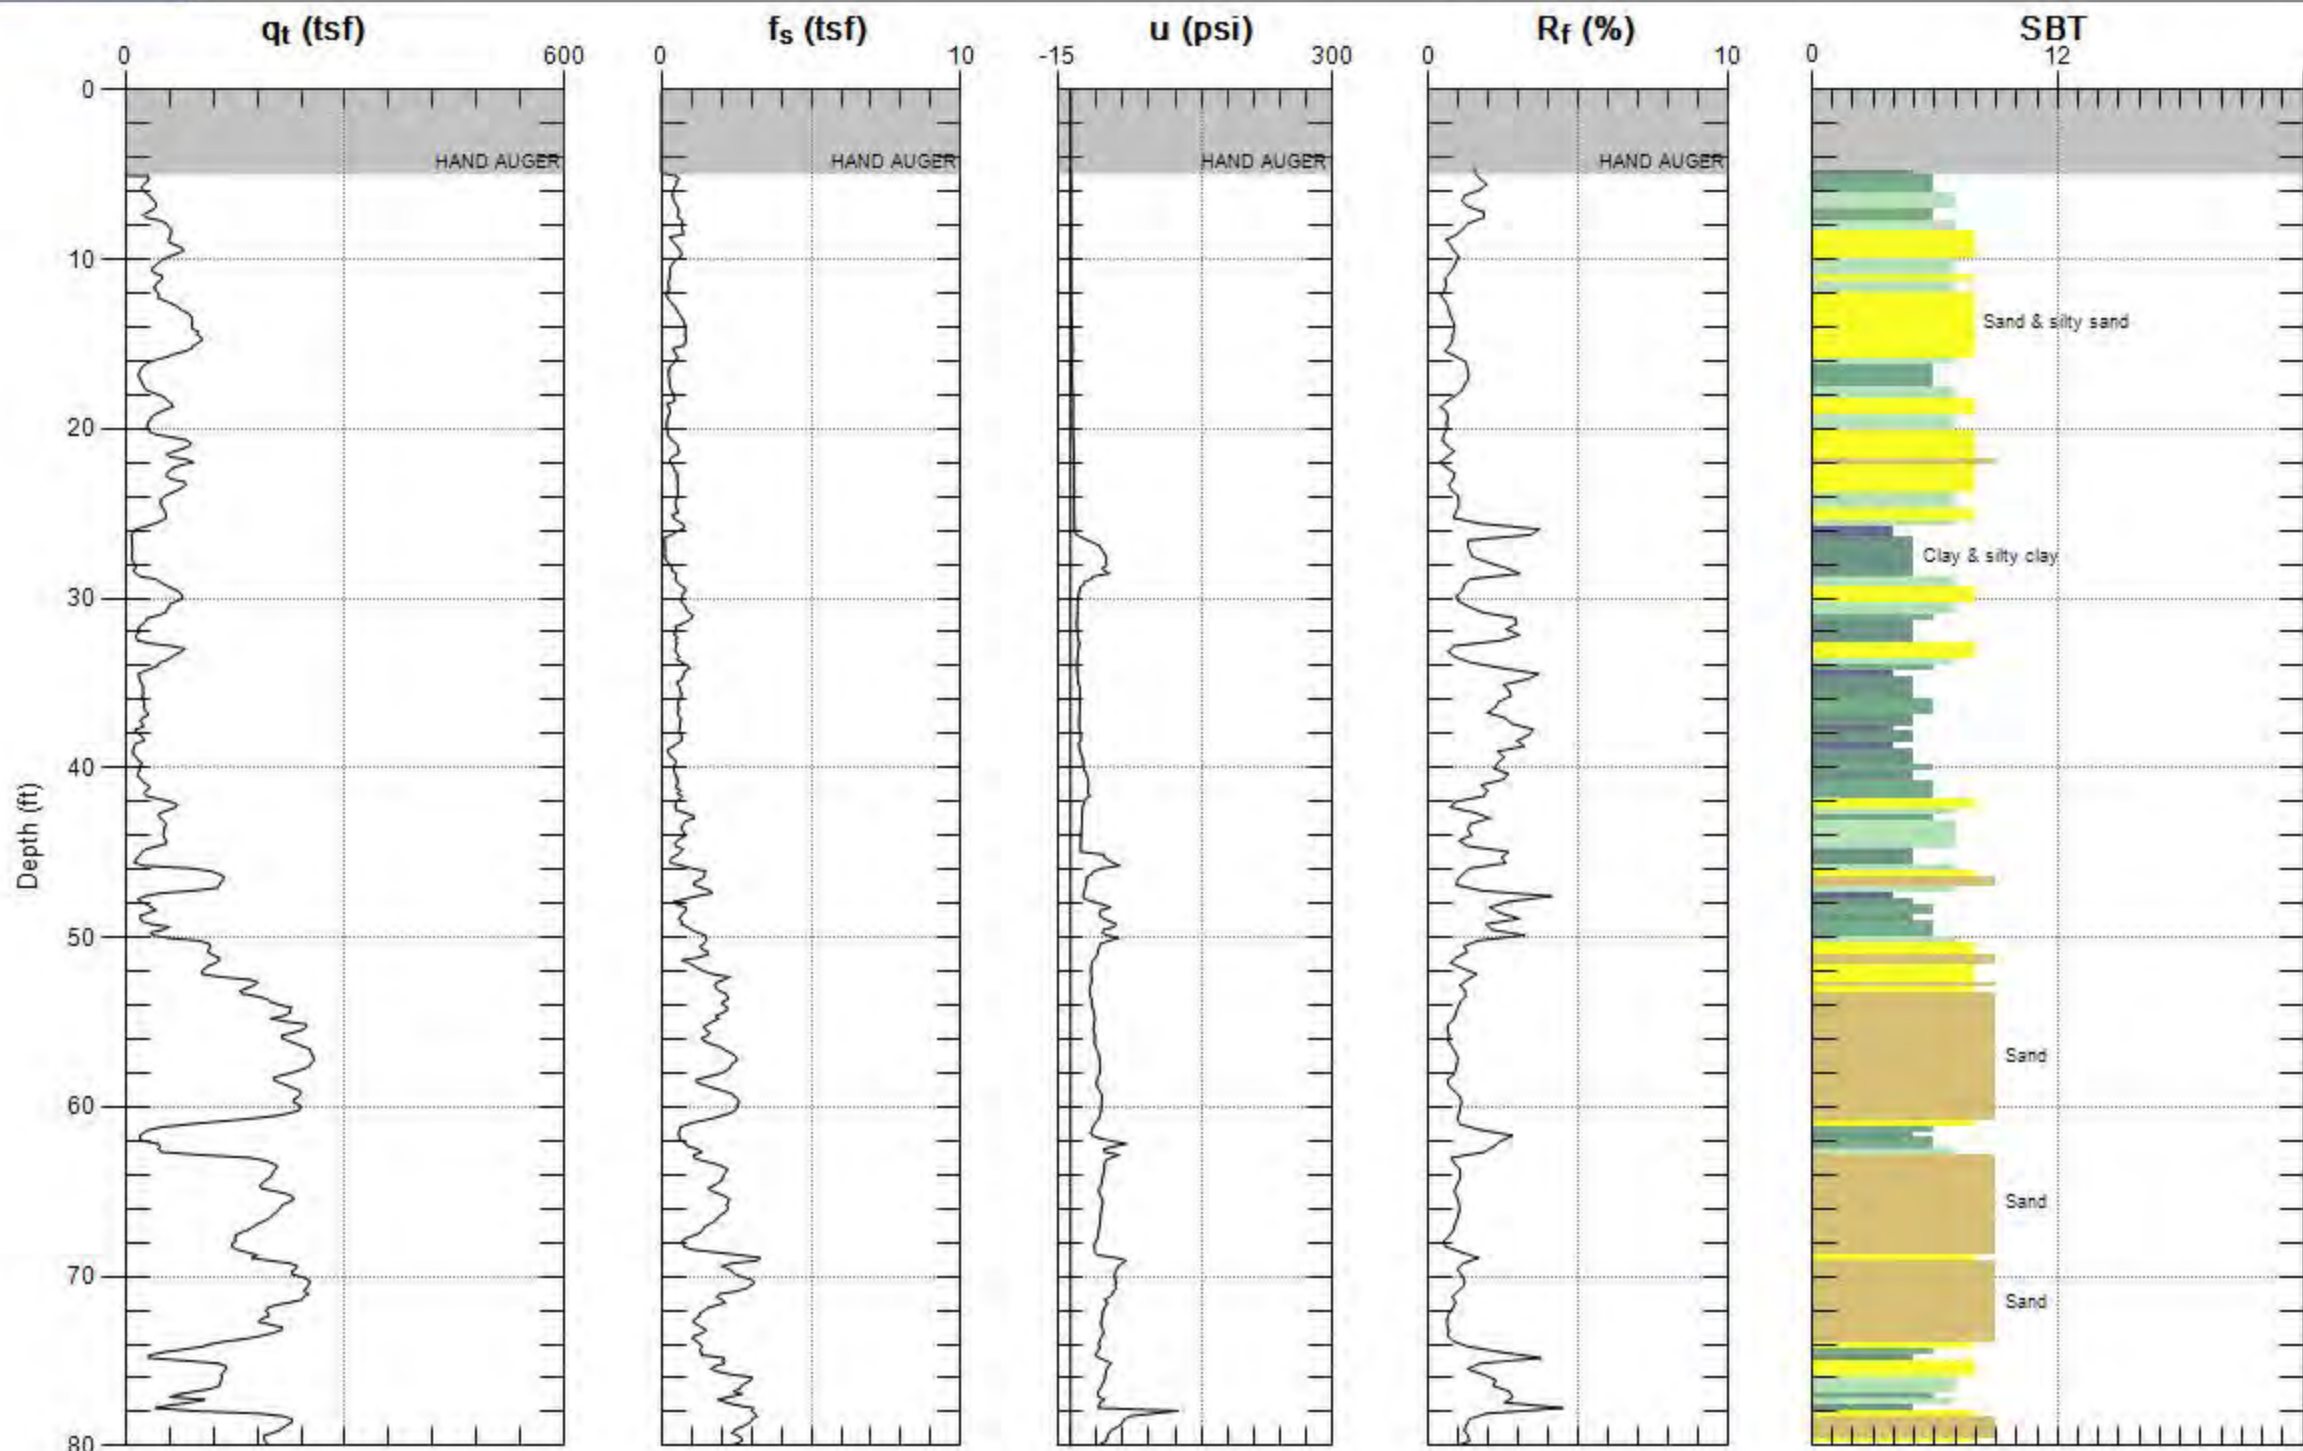 qt (tsf) fs (tsf) u (psi) Rf (%) SBT
0 600 0 10 -15 300 0 10 0 12
0
HAND AUGER HAND AUGER HAND AUGER HAND AUGER
10
Sand & silty sand
20
Clay & silty clay
30
40
Depth (ft)
50
Sand
60
Sand
70
Sand
80